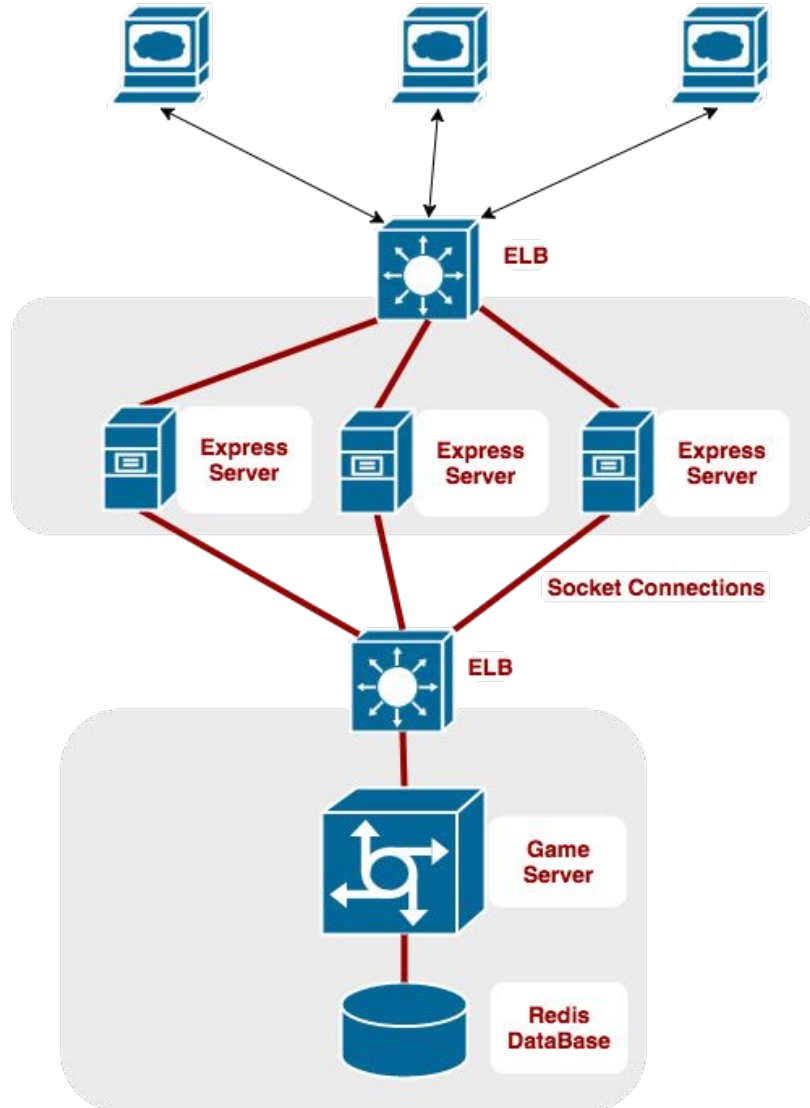 ELB
Express
Server
Express
Server
Express
Server
Socket Connections
ELB
Game
Server
Redis
DataBase